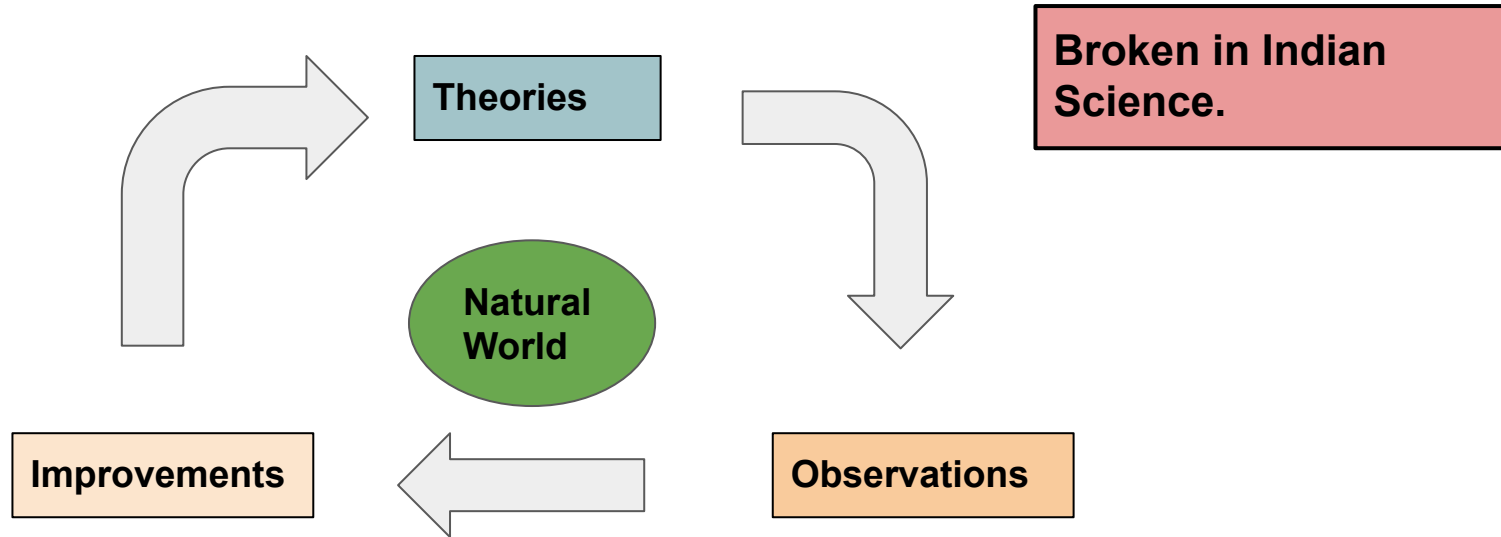 Theories
Broken in Indian
Science.
Natural
World
Improvements
Observations